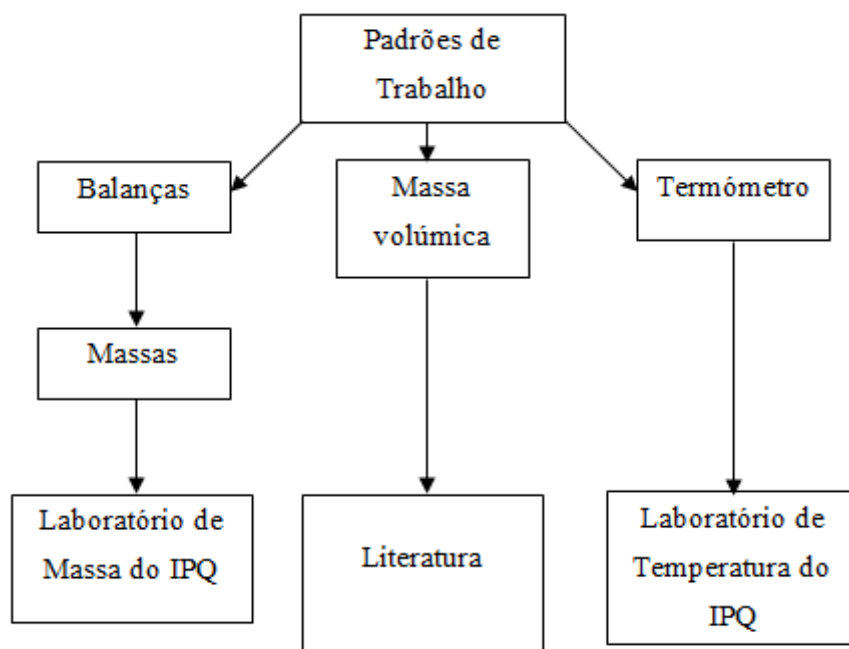 Padrões de
Trabalho
Balanças
Massa
volúmica
Termómetro
Massas
Laboratório de
Massa do IPQ
Literatura
Laboratório de
Temperatura do
IPQ